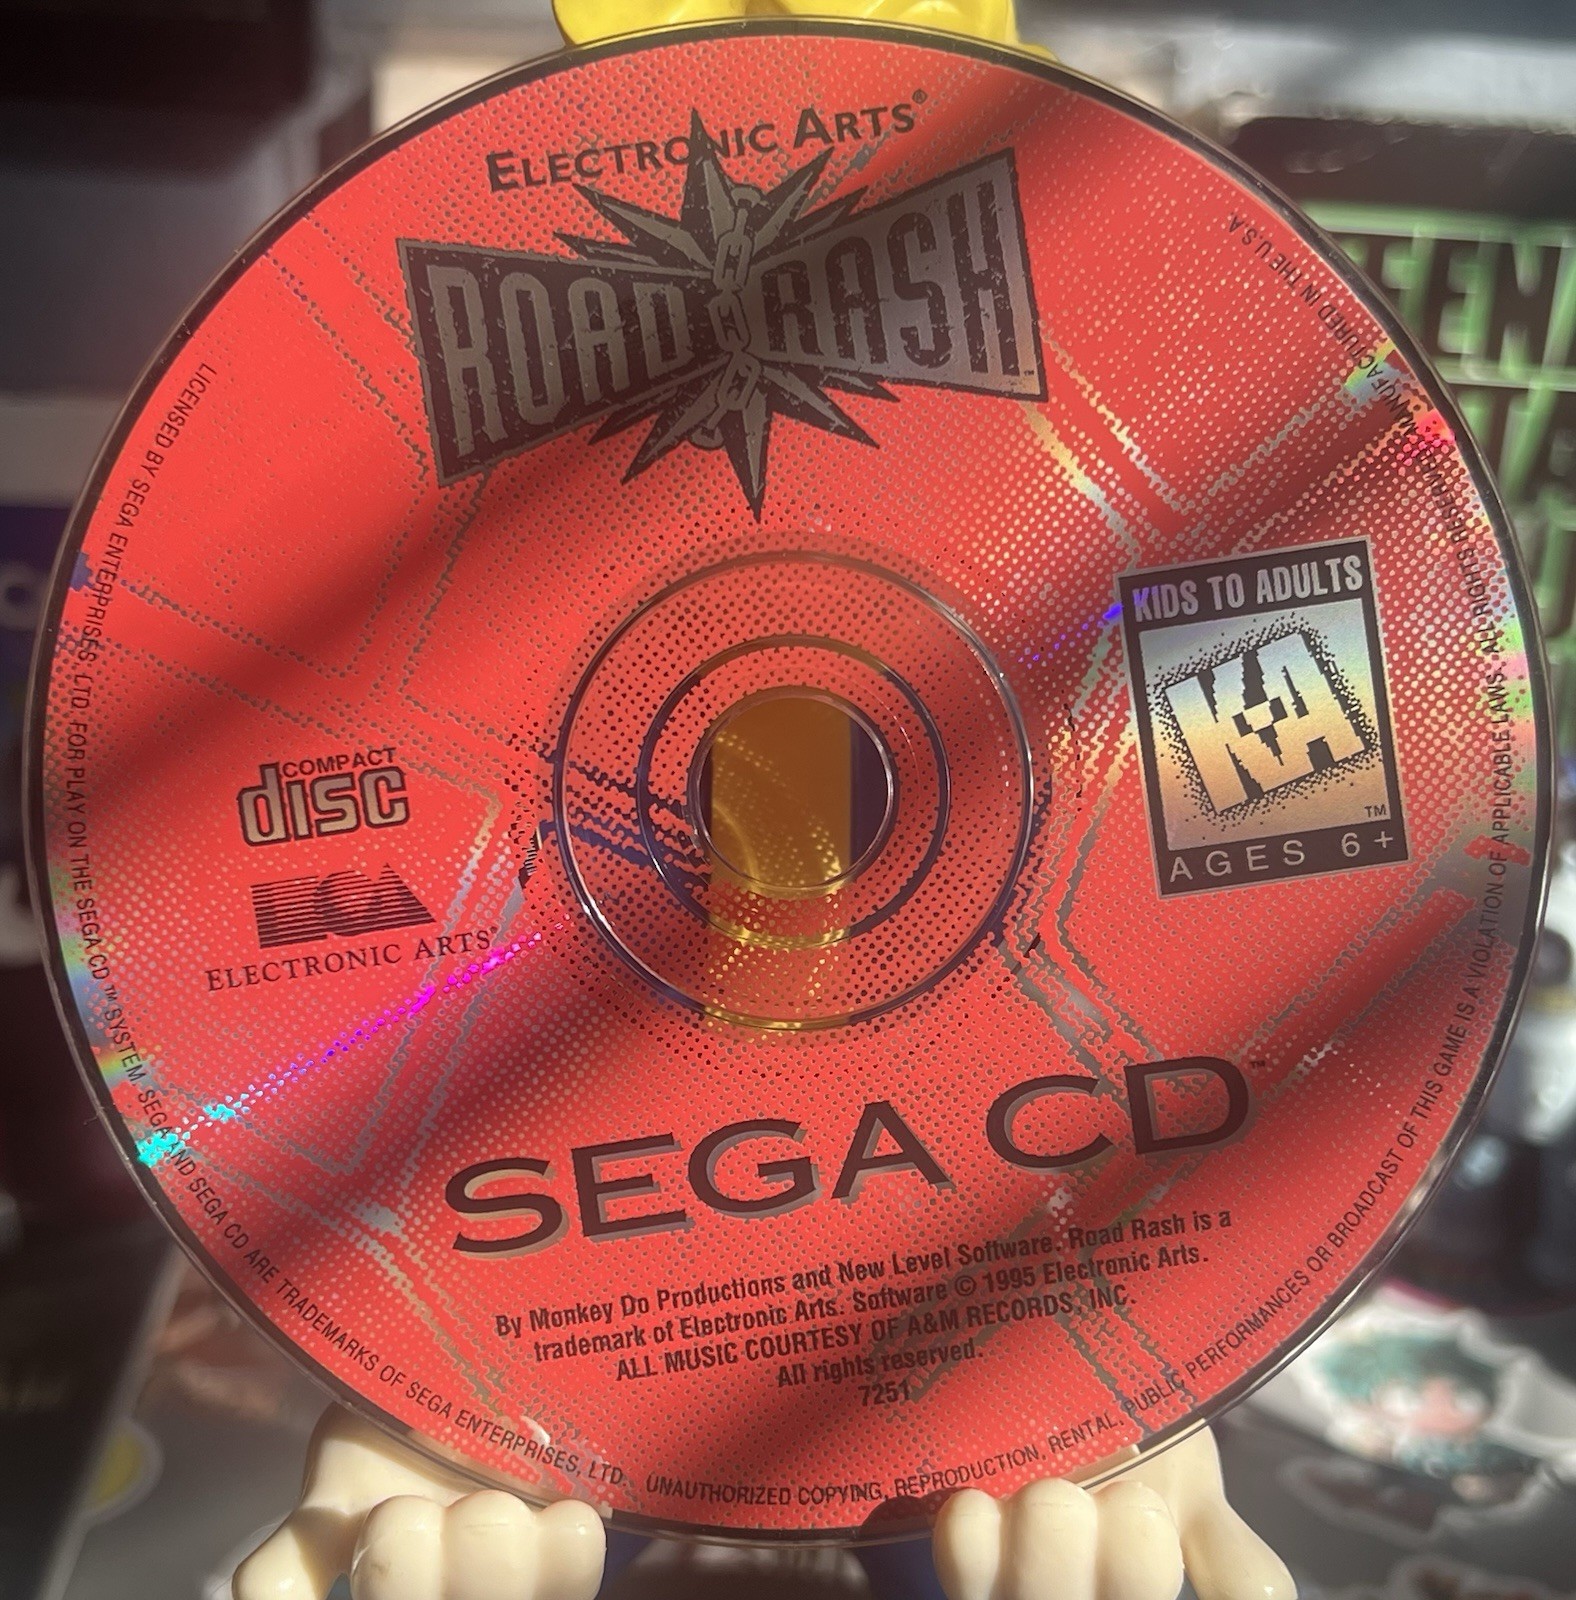 ELECTRONIC ARTS®
ROAD RASH™
KIDS TO ADULTS
KA
™
AGES 6+
COMPACT
disc
EA
ELECTRONIC ARTS®
SEGA CD™
By Monkey Do Productions and New Level Software. Road Rash is a
trademark of Electronic Arts. Software © 1995 Electronic Arts.
ALL MUSIC COURTESY OF A&M RECORDS, INC.
All rights reserved.
7251
LICENSED BY SEGA ENTERPRISES, LTD. FOR PLAY ON THE SEGA CD™ SYSTEM. SEGA AND SEGA CD ARE TRADEMARKS OF SEGA ENTERPRISES, LTD. UNAUTHORIZED COPYING, REPRODUCTION, RENTAL, PUBLIC PERFORMANCES OR BROADCAST OF THIS GAME IS A VIOLATION OF APPLICABLE LAWS. ALL RIGHTS RESERVED. MANUFACTURED IN THE U.S.A.